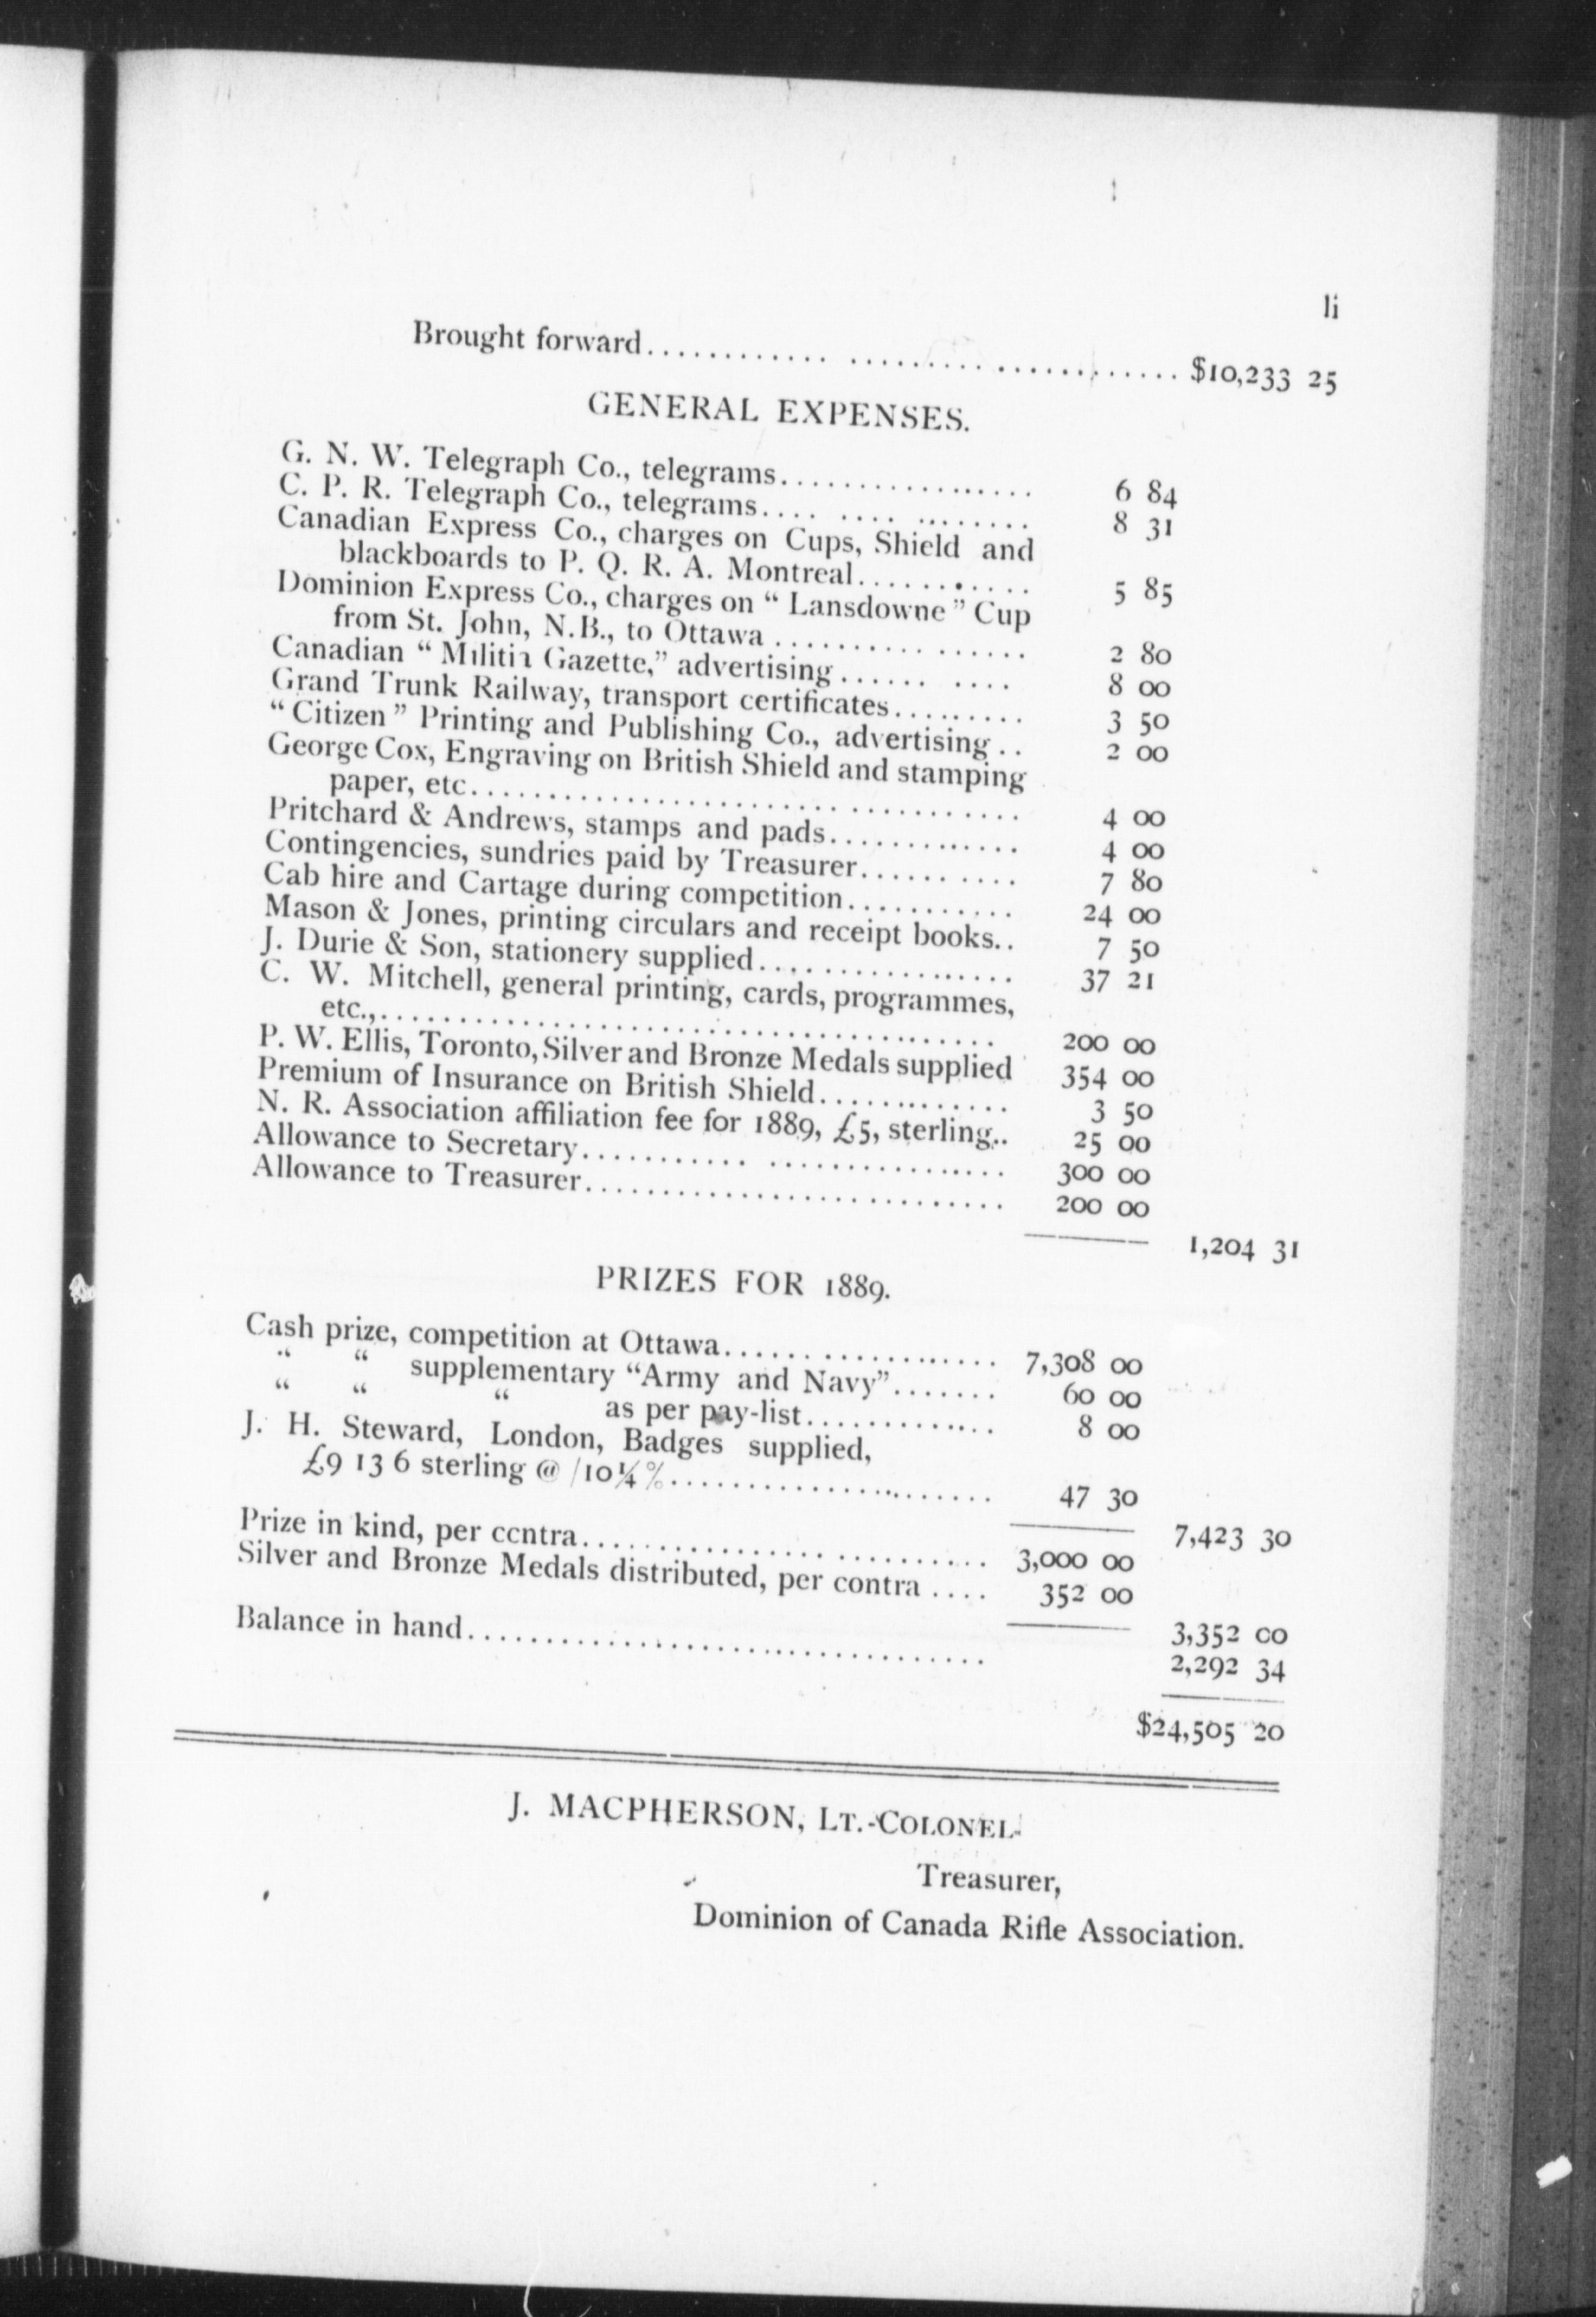 li
Brought forward.................................. $10,233 25
GENERAL EXPENSES.
G. N. W. Telegraph Co., telegrams................. 6 84
C. P. R. Telegraph Co., telegrams.... .... ........ 8 31
Canadian Express Co., charges on Cups, Shield and
blackboards to P. Q. R. A. Montreal............ 5 85
Dominion Express Co., charges on “ Lansdowne ” Cup
from St. John, N.B., to Ottawa ................ 2 80
Canadian “ Militia Gazette,” advertising...... .... 8 00
Grand Trunk Railway, transport certificates......... 3 50
“ Citizen ” Printing and Publishing Co., advertising .. 2 00
George Cox, Engraving on British Shield and stamping
paper, etc................................... 4 00
Pritchard & Andrews, stamps and pads............. 4 00
Contingencies, sundries paid by Treasurer.......... 7 80
Cab hire and Cartage during competition........... 24 00
Mason & Jones, printing circulars and receipt books.. 7 50
J. Durie & Son, stationery supplied................. 37 21
C. W. Mitchell, general printing, cards, programmes,
etc.,........................................ 200 00
P. W. Ellis, Toronto, Silver and Bronze Medals supplied 354 00
Premium of Insurance on British Shield............. 3 50
N. R. Association affiliation fee for 1889, £5, sterling.. 25 00
Allowance to Secretary........... ............... 300 00
Allowance to Treasurer........................... 200 00
1,204 31
PRIZES FOR 1889.
Cash prize, competition at Ottawa.................. 7,308 00
“ “ supplementary “Army and Navy”....... 60 00
“ “ “ as per pay-list............. 8 00
J. H. Steward, London, Badges supplied,
£9 13 6 sterling @ /10¼ %...................... 47 30
7,423 30
Prize in kind, per contra.......................... 3,000 00
Silver and Bronze Medals distributed, per contra .... 352 00
3,352 00
Balance in hand.................................. 2,292 34
$24,505 20
J. MACPHERSON, LT.-COLONEL-
Treasurer,
Dominion of Canada Rifle Association.